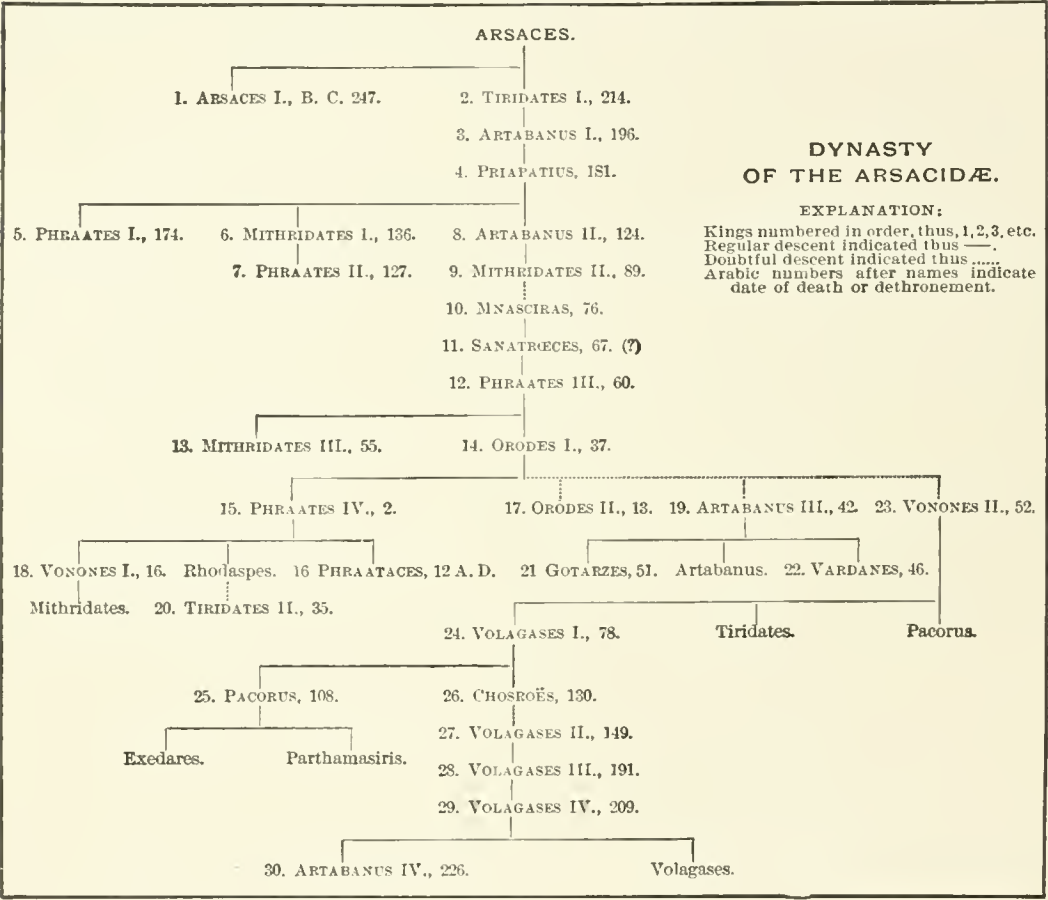 ARSACES.
1. ARSACES I., B. C. 247. 2. TIRIDATES I., 214.
3. ARTABANUS I., 196.
4. PRIAPATIUS, 181.
DYNASTY
OF THE ARSACIDÆ.
EXPLANATION;
Kings numbered in order, thus, 1, 2, 3, etc.
Regular descent indicated thus —.
Doubtful descent indicated thus ......
Arabic numbers after names indicate
date of death or dethronement.
5. PHRAATES I., 174. 6. MITHRIDATES I., 136. 8. ARTABANUS II., 124.
7. PHRAATES II., 127. 9. MITHRIDATES II., 89.
10. MNASCIRAS, 76.
11. SANATRŒCES, 67. (?)
12. PHRAATES III., 60.
13. MITHRIDATES III., 55. 14. ORODES I., 37.
15. PHRAATES IV., 2. 17. ORODES II., 13. 19. ARTABANUS III., 42. 23. VONONES II., 52.
18. VONONES I., 16. Rhodaspes. 16 PHRAATACES, 12 A. D. 21 GOTARZES, 51. Artabanus. 22. VARDANES, 46.
Mithridates. 20. TIRIDATES II., 35.
24. VOLAGASES I., 78. Tiridates. Pacorus.
25. PACORUS, 108. 26. CHOSROËS, 130.
27. VOLAGASES II., 149.
Exedares. Parthamasiris.
28. VOLAGASES III., 191.
29. VOLAGASES IV., 209.
30. ARTABANUS IV., 226. Volagases.